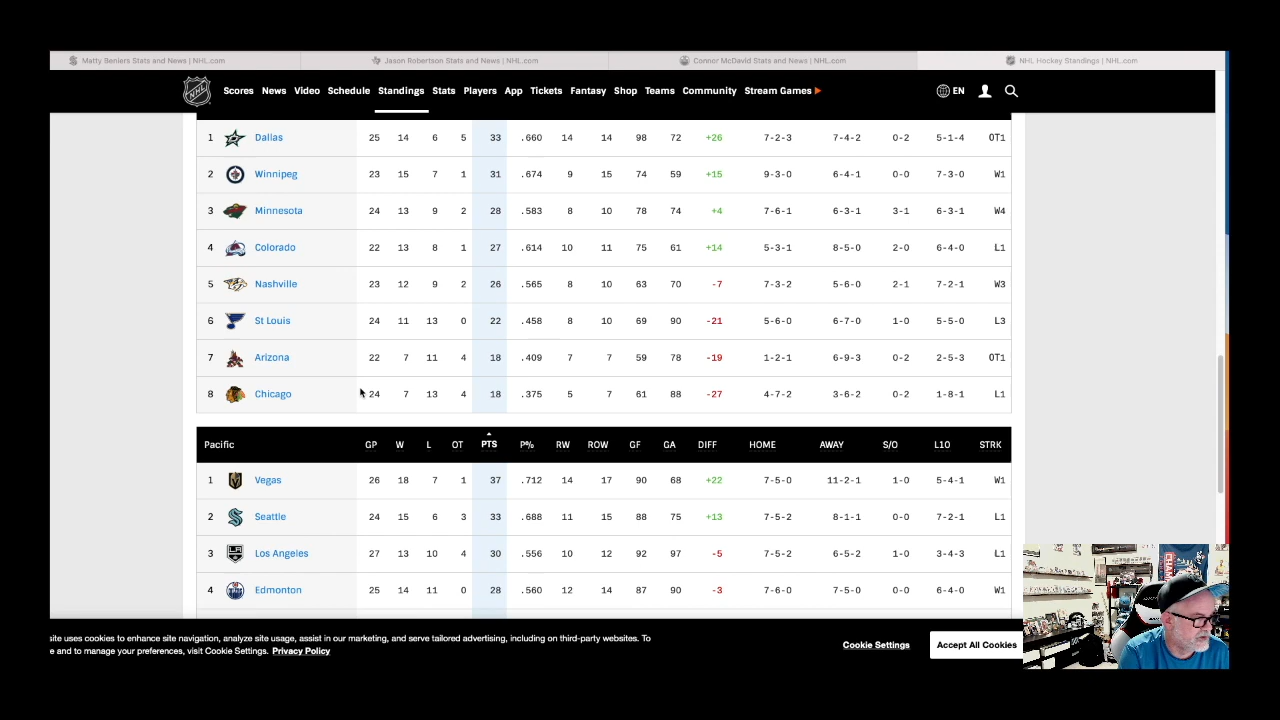 Matty Beniers Stats and News | NHL.com Jason Robertson Stats and News | NHL.com Connor McDavid Stats and News | NHL.com NHL Hockey Standings | NHL.com
NHL Scores News Video Schedule Standings Stats Players App Tickets Fantasy Shop Teams Community Stream Games EN
1 Dallas 25 14 6 5 33 .660 14 14 98 72 +26 7-2-3 7-4-2 0-2 5-1-4 OT1
2 Winnipeg 23 15 7 1 31 .674 9 15 74 59 +15 9-3-0 6-4-1 0-0 7-3-0 W1
3 Minnesota 24 13 9 2 28 .583 8 10 78 74 +4 7-6-1 6-3-1 3-1 6-3-1 W4
4 Colorado 22 13 8 1 27 .614 10 11 75 61 +14 5-3-1 8-5-0 2-0 6-4-0 L1
5 Nashville 23 12 9 2 26 .565 8 10 63 70 -7 7-3-2 5-6-0 2-1 7-2-1 W3
6 St Louis 24 11 13 0 22 .458 8 10 69 90 -21 5-6-0 6-7-0 1-0 5-5-0 L3
7 Arizona 22 7 11 4 18 .409 7 7 59 78 -19 1-2-1 6-9-3 0-2 2-5-3 OT1
8 Chicago 24 7 13 4 18 .375 5 7 61 88 -27 4-7-2 3-6-2 0-2 1-8-1 L1
Pacific GP W L OT PTS P% RW ROW GF GA DIFF HOME AWAY S/O L10 STRK
1 Vegas 26 18 7 1 37 .712 14 17 90 68 +22 7-5-0 11-2-1 1-0 5-4-1 W1
2 Seattle 24 15 6 3 33 .688 11 15 88 75 +13 7-5-2 8-1-1 0-0 7-2-1 L1
3 Los Angeles 27 13 10 4 30 .556 10 12 92 97 -5 7-5-2 6-5-2 1-0 3-4-3 L1
4 Edmonton 25 14 11 0 28 .560 12 14 87 90 -3 7-6-0 7-5-0 0-0 6-4-0 W1
site uses cookies to enhance site navigation, analyze site usage, assist in our marketing, and serve tailored advertising, including on third-party websites. To
e and to manage your preferences, visit Cookie Settings. Privacy Policy
Cookie Settings Accept All Cookies